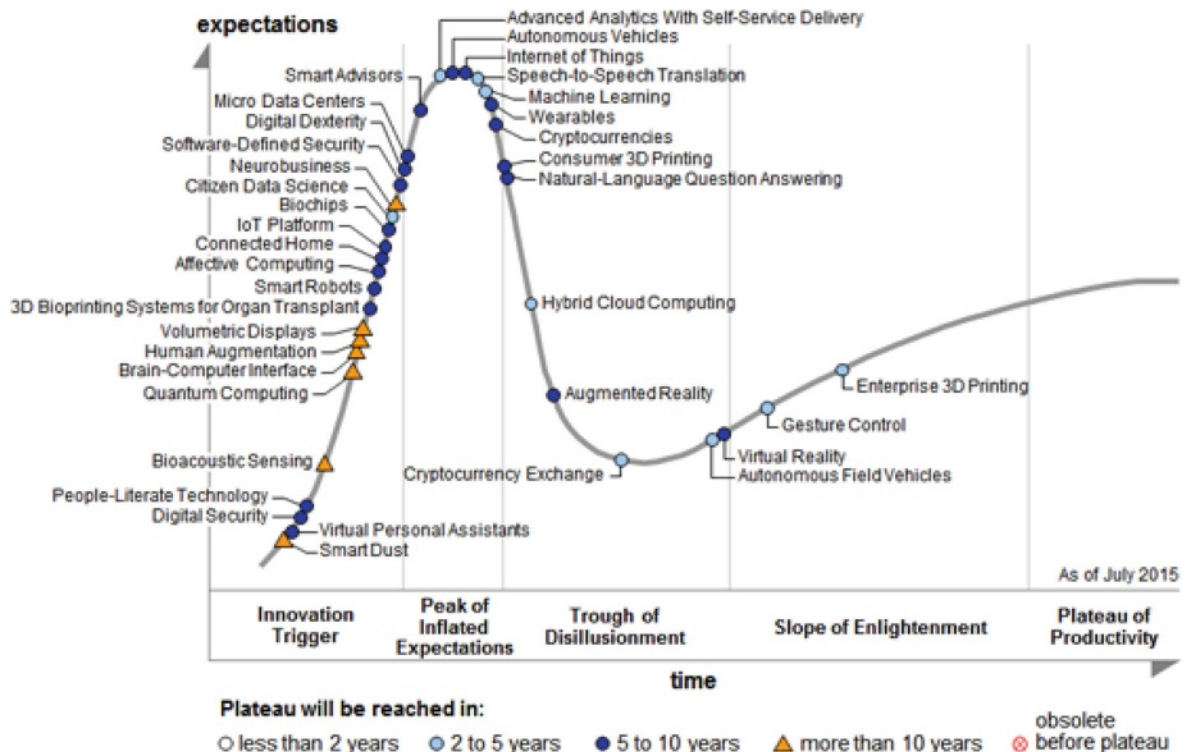 expectations
Advanced Analytics With Self-Service Delivery
Autonomous Vehicles
Internet of Things
Speech-to-Speech Translation
Machine Learning
Wearables
Cryptocurrencies
Consumer 3D Printing
Natural-Language Question Answering
Smart Advisors
Micro Data Centers
Digital Dexterity
Software-Defined Security
Neurobusiness
Citizen Data Science
Biochips
IoT Platform
Connected Home
Affective Computing
Smart Robots
3D Bioprinting Systems for Organ Transplant
Volumetric Displays
Human Augmentation
Brain-Computer Interface
Quantum Computing
Bioacoustic Sensing
People-Literate Technology
Digital Security
Virtual Personal Assistants
Smart Dust
Hybrid Cloud Computing
Augmented Reality
Cryptocurrency Exchange
Enterprise 3D Printing
Gesture Control
Virtual Reality
Autonomous Field Vehicles
As of July 2015
Innovation
Trigger
Peak of
Inflated
Expectations
Trough of
Disillusionment
Slope of Enlightenment
Plateau of
Productivity
time
Plateau will be reached in:
less than 2 years
2 to 5 years
5 to 10 years
more than 10 years
obsolete
before plateau